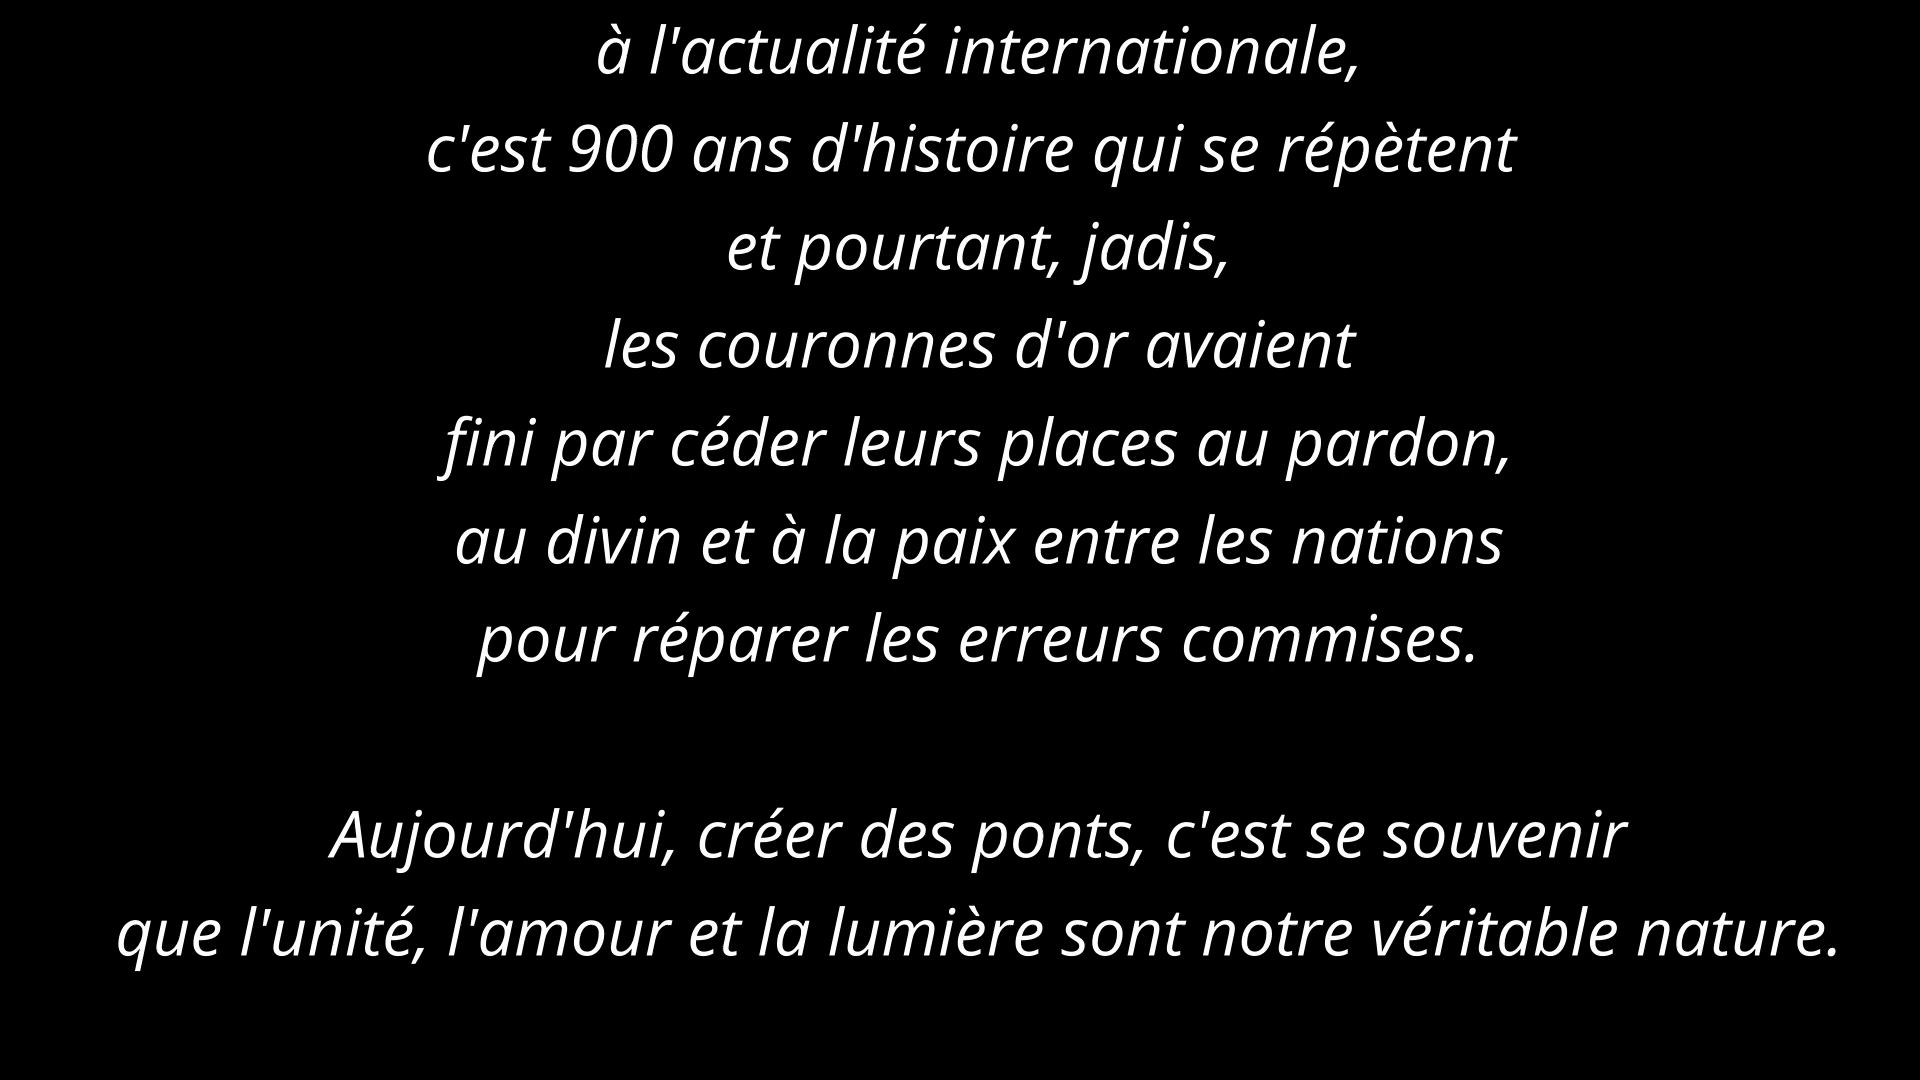 à l'actualité internationale,
c'est 900 ans d'histoire qui se répètent
et pourtant, jadis,
les couronnes d'or avaient
fini par céder leurs places au pardon,
au divin et à la paix entre les nations
pour réparer les erreurs commises.
Aujourd'hui, créer des ponts, c'est se souvenir
que l'unité, l'amour et la lumière sont notre véritable nature.